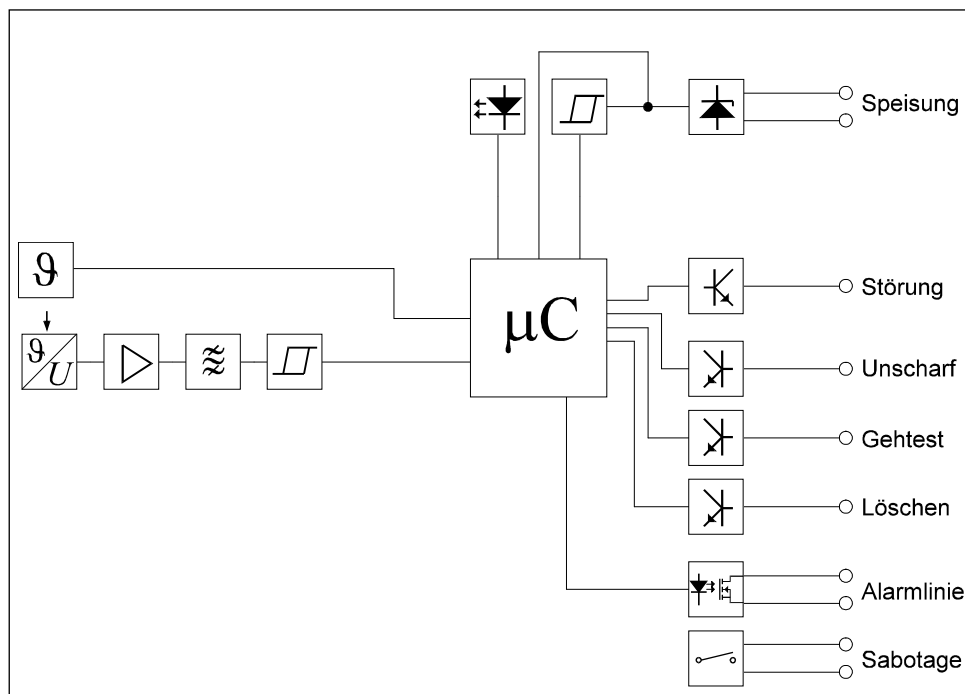 Speisung
ϑ
μC
Störung
ϑ/U
Unscharf
Gehtest
Löschen
Alarmlinie
Sabotage